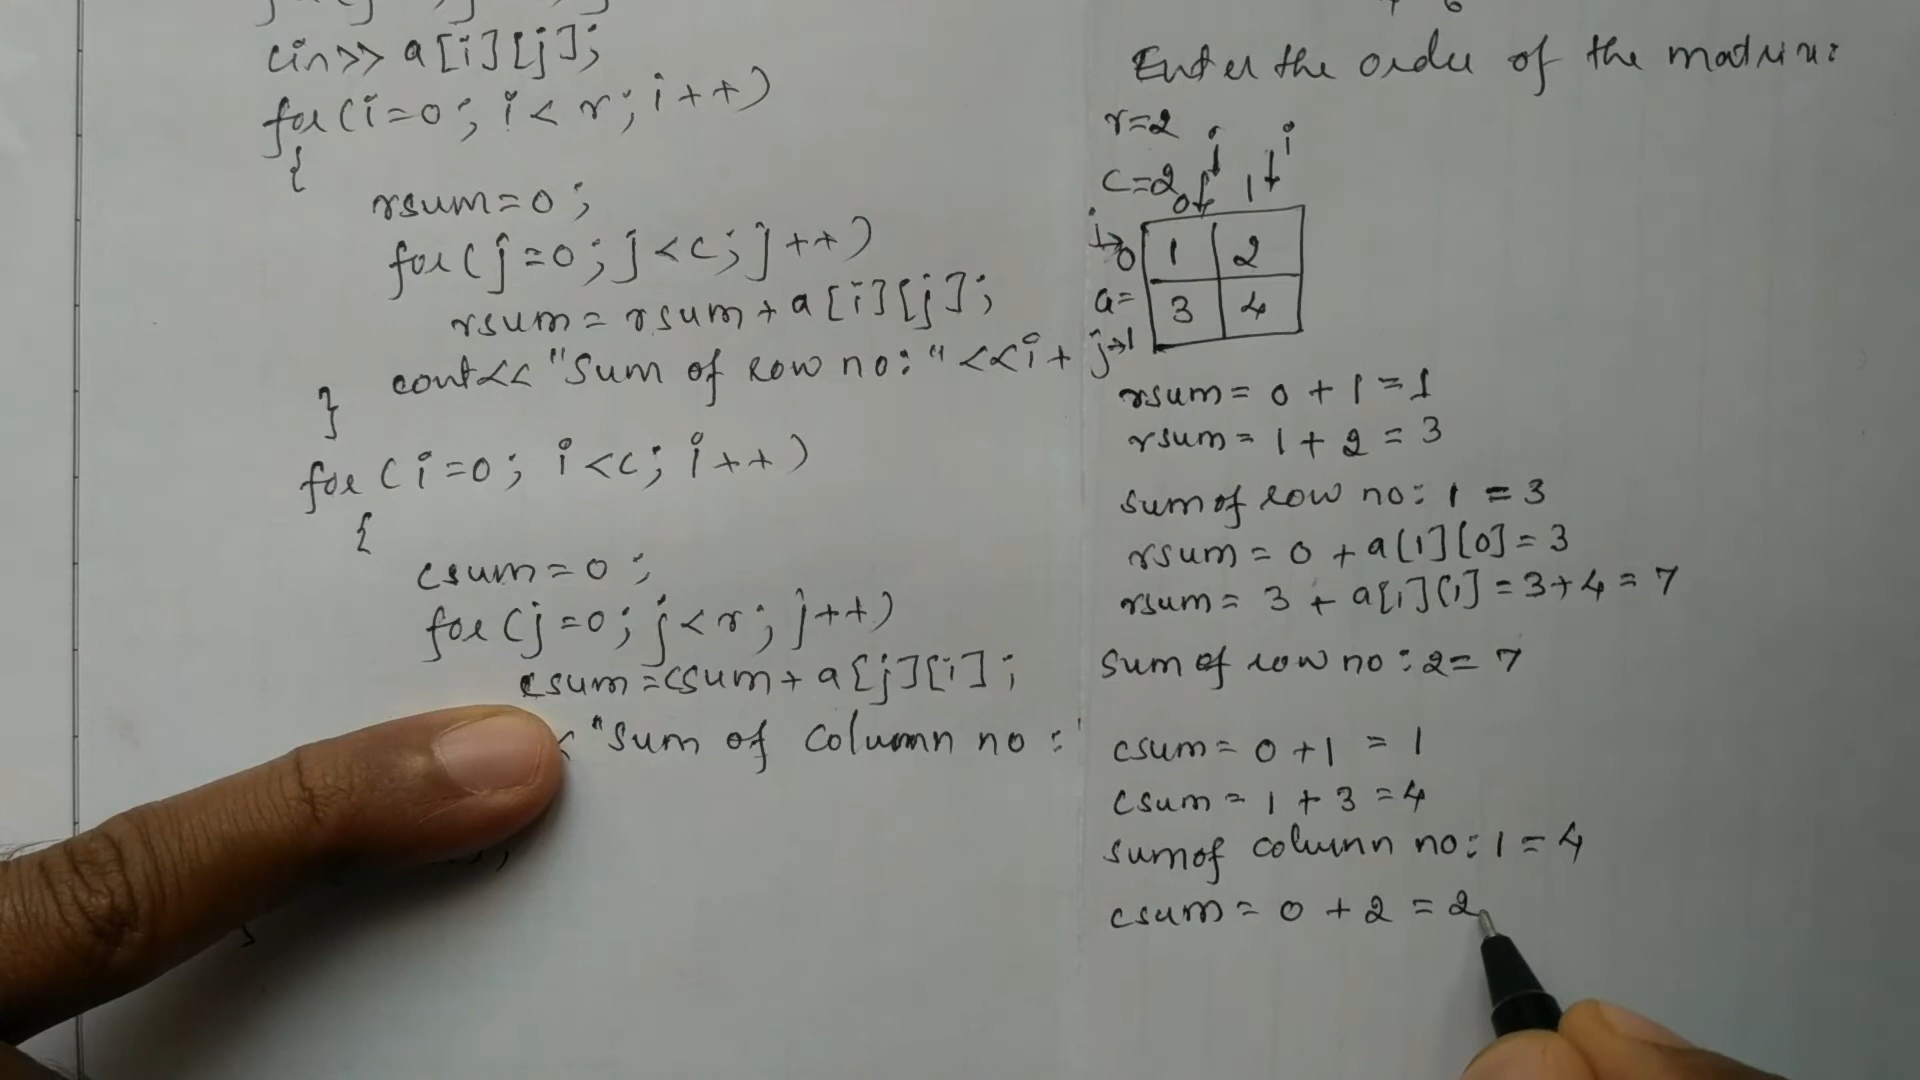 cin>> a[i][j];
for(i=0; i<r; i++)
{
rsum=0;
for(j=0; j<c; j++)
rsum=rsum+a[i][j];
cout<<"Sum of row no:"<<i+
}
for(i=0; i<c; i++)
{
csum=0;
for(j=0; j<r; j++)
csum=csum+a[j][i];
< "Sum of column no:"
Enter the order of the matrix:
r=2
c=2
j i
0 1
i→0 1 2
a= 3 4
j→1
rsum= 0 + 1 = 1
rsum= 1 + 2 = 3
sum of row no: 1 = 3
rsum= 0 + a[1][0]= 3
rsum= 3 + a[1][1]=3+4=7
Sum of row no:2= 7
csum= 0 +1 = 1
csum= 1 + 3 =4
sum of column no:1=4
csum= 0 + 2 = 2